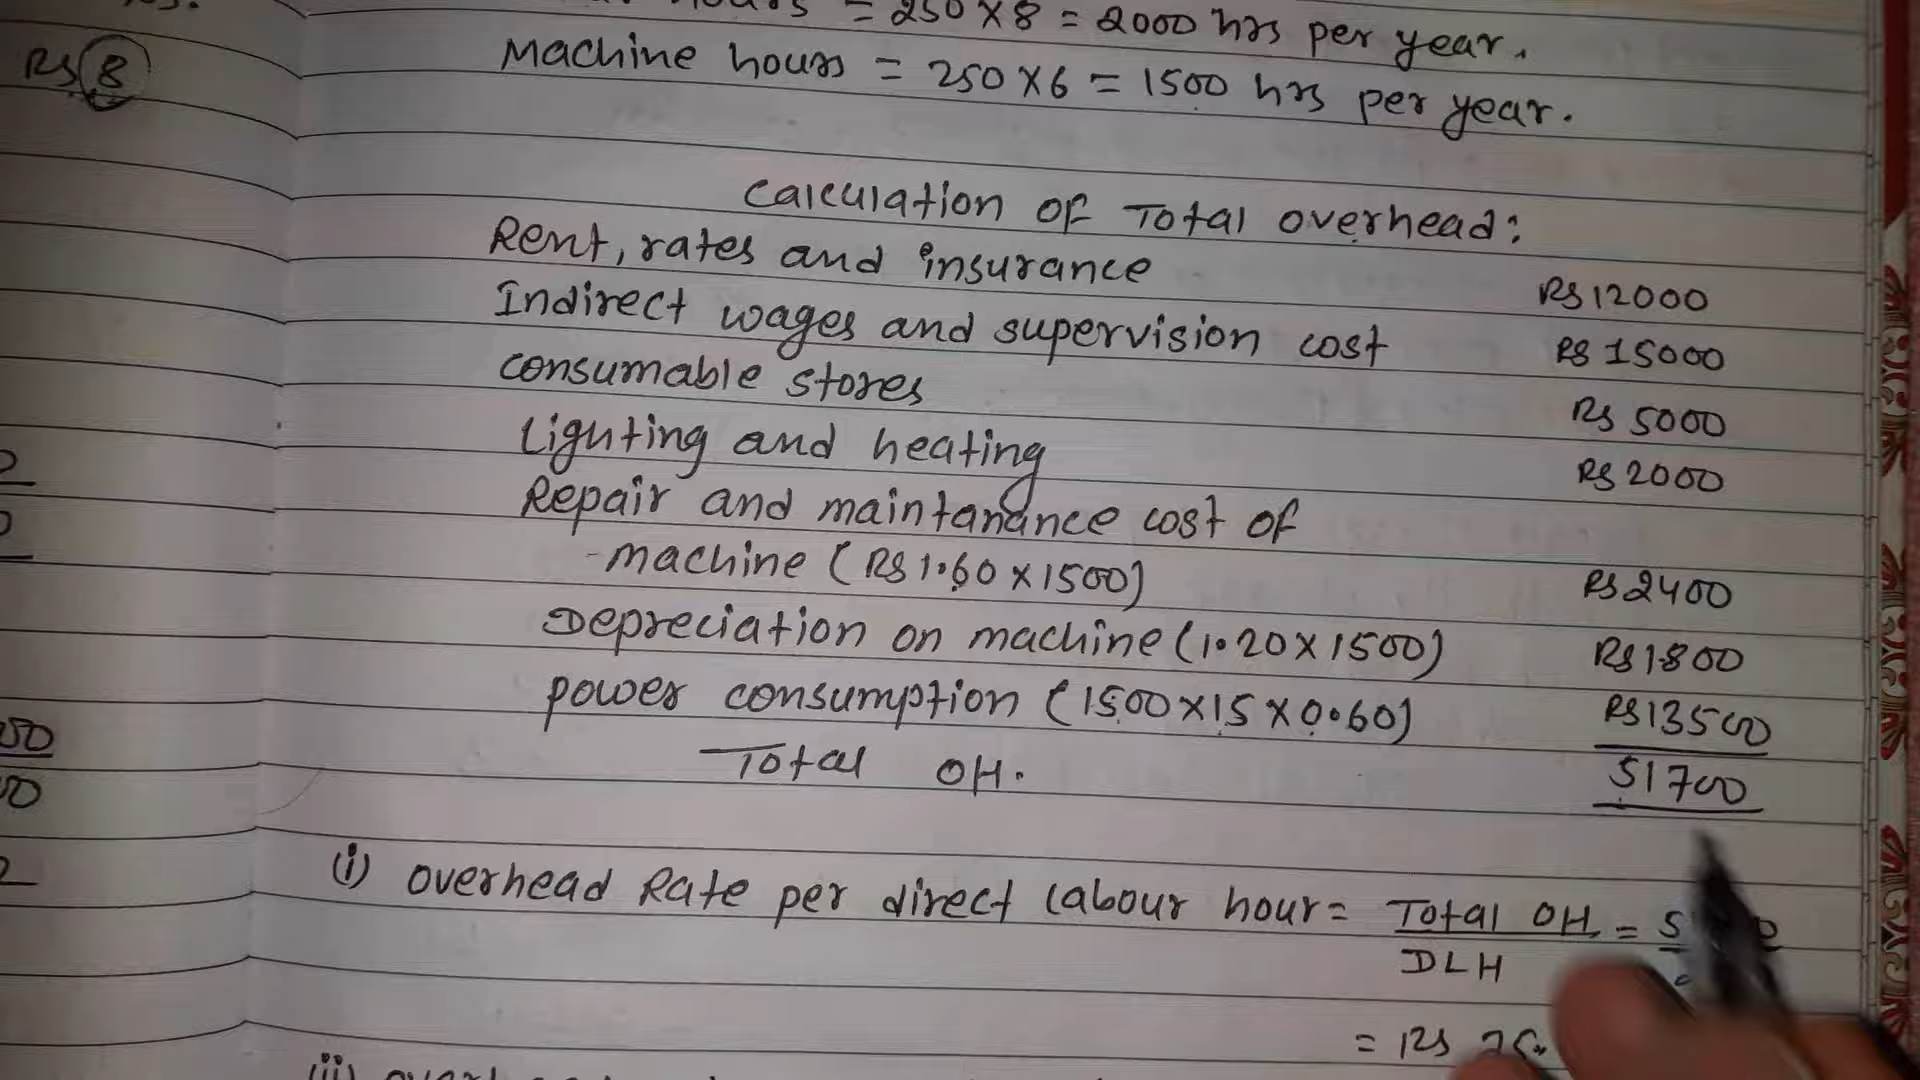 Rs 8
= 250 × 8 = 2000 hrs per year.
Machine hours = 250 × 6 = 1500 hrs per year.
Calculation of Total overhead:
Rent, rates and insurance Rs 12000
Indirect wages and supervision cost Rs 15000
consumable stores Rs 5000
Lighting and heating Rs 2000
Repair and maintanance cost of
machine (Rs 1.60 × 1500) Rs 2400
Depreciation on machine (1.20 × 1500) Rs 1800
power consumption (1500 × 15 × 0.60) Rs 13500
Total OH. 51700
(i) overhead Rate per direct labour hour = Total OH. =
DLH
= Rs
(ii)